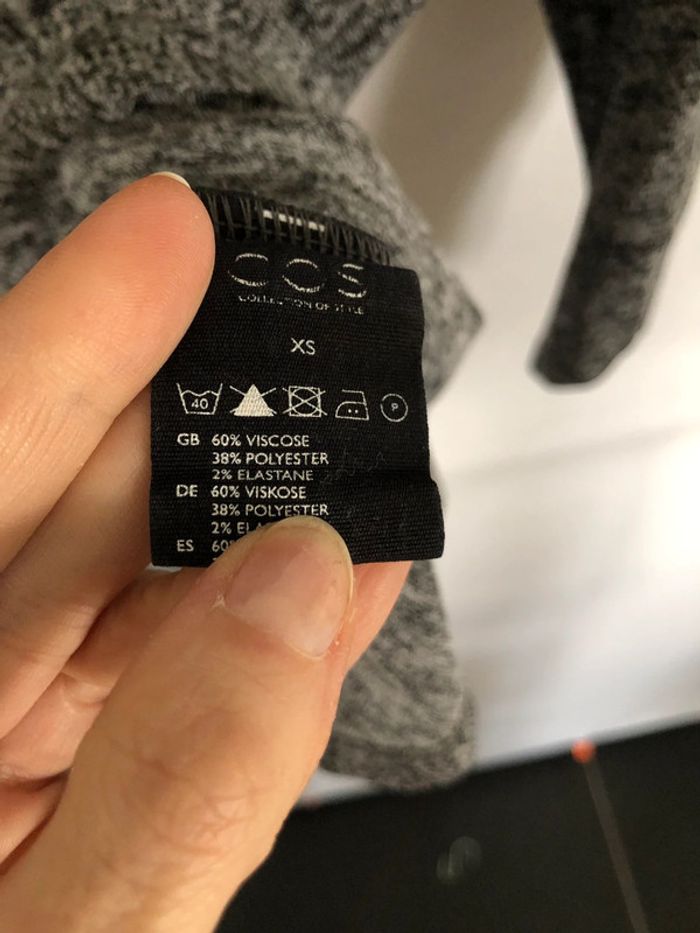 COS
COLLECTION OF STYLE
XS
40
P
GB 60% VISCOSE
38% POLYESTER
2% ELASTANE
DE 60% VISKOSE
38% POLYESTER
2%
ES